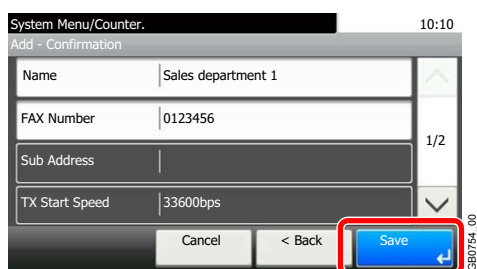 System Menu/Counter. 10:10
Add - Confirmation
Name Sales department 1
FAX Number 0123456
1/2
Sub Address
TX Start Speed 33600bps
Cancel < Back Save
GB0754_00